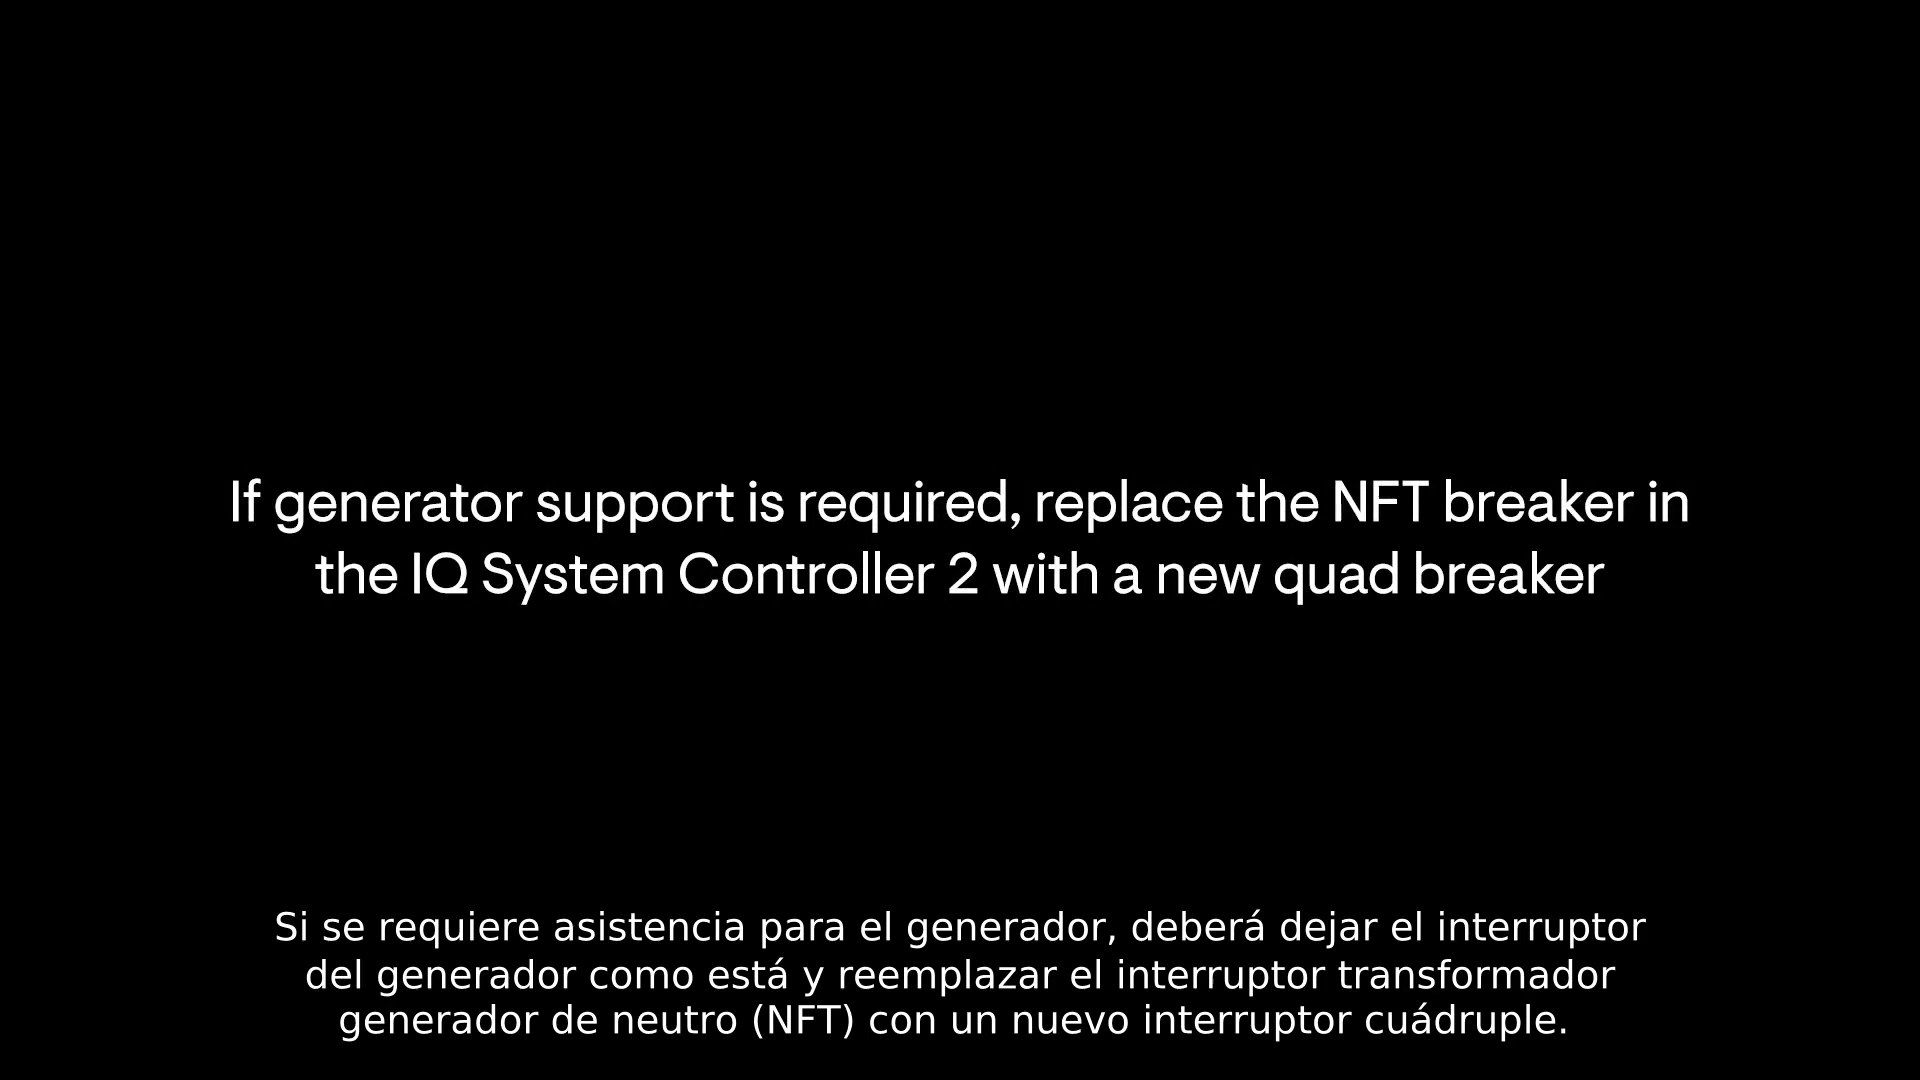 If generator support is required, replace the NFT breaker in
the IQ System Controller 2 with a new quad breaker
Si se requiere asistencia para el generador, deberá dejar el interruptor
del generador como está y reemplazar el interruptor transformador
generador de neutro (NFT) con un nuevo interruptor cuádruple.